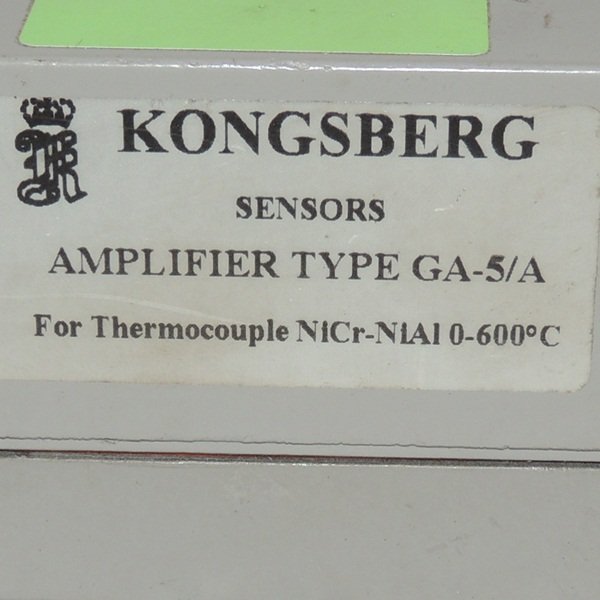 KONGSBERG
SENSORS
AMPLIFIER TYPE GA-5/A
For Thermocouple NiCr-NiAl 0-600°C